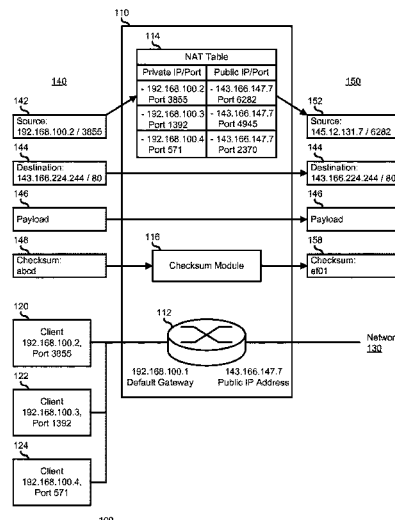 110
114
NAT Table
Private IP/Port Public IP/Port
- 192.168.100.2 Port 3855 - 143.166.147.7 Port 6282
- 192.168.100.3 Port 1392 - 143.166.147.7 Port 4945
- 192.168.100.4 Port 571 - 143.166.147.7 Port 2370
140
150
142
Source:
192.168.100.2 / 3855
152
Source:
145.12.131.7 / 6282
144
Destination:
143.166.224.244 / 80
144
Destination:
143.166.224.244 / 80
146
Payload
146
Payload
148
Checksum:
abcd
116
Checksum Module
158
Checksum:
ef01
120
Client
192.168.100.2,
Port 3855
112
192.168.100.1
Default Gateway
143.166.147.7
Public IP Address
Network
130
122
Client
192.168.100.3,
Port 1392
124
Client
192.168.100.4,
Port 571